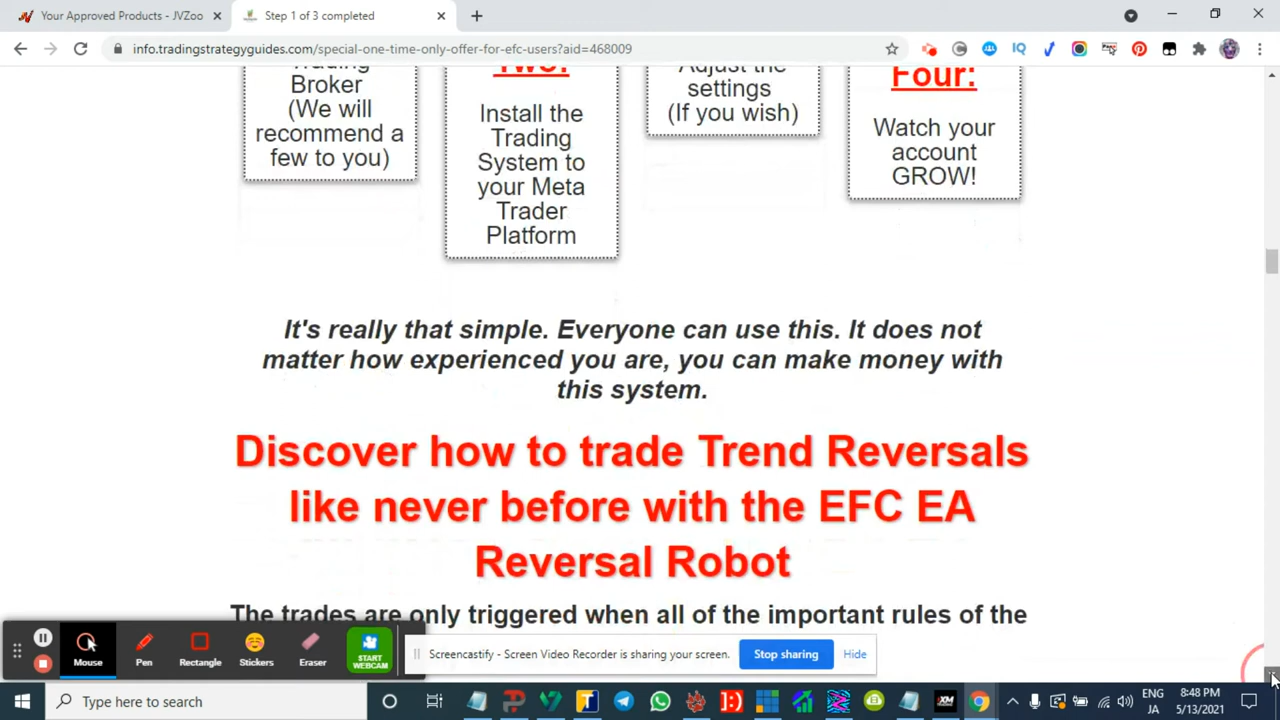 Your Approved Products - JVZoo
Step 1 of 3 completed
info.tradingstrategyguides.com/special-one-time-only-offer-for-efc-users?aid=468009
Trading
Broker
(We will
recommend a
few to you)
Two:
Install the
Trading
System to
your Meta
Trader
Platform
Adjust the
settings
(If you wish)
Four:
Watch your
account
GROW!
It's really that simple. Everyone can use this. It does not
matter how experienced you are, you can make money with
this system.
Discover how to trade Trend Reversals
like never before with the EFC EA
Reversal Robot
The trades are only triggered when all of the important rules of the
Mouse
Pen
Rectangle
Stickers
Eraser
START
WEBCAM
Screencastify - Screen Video Recorder is sharing your screen.
Stop sharing
Hide
Type here to search
ENG
JA
8:48 PM
5/13/2021